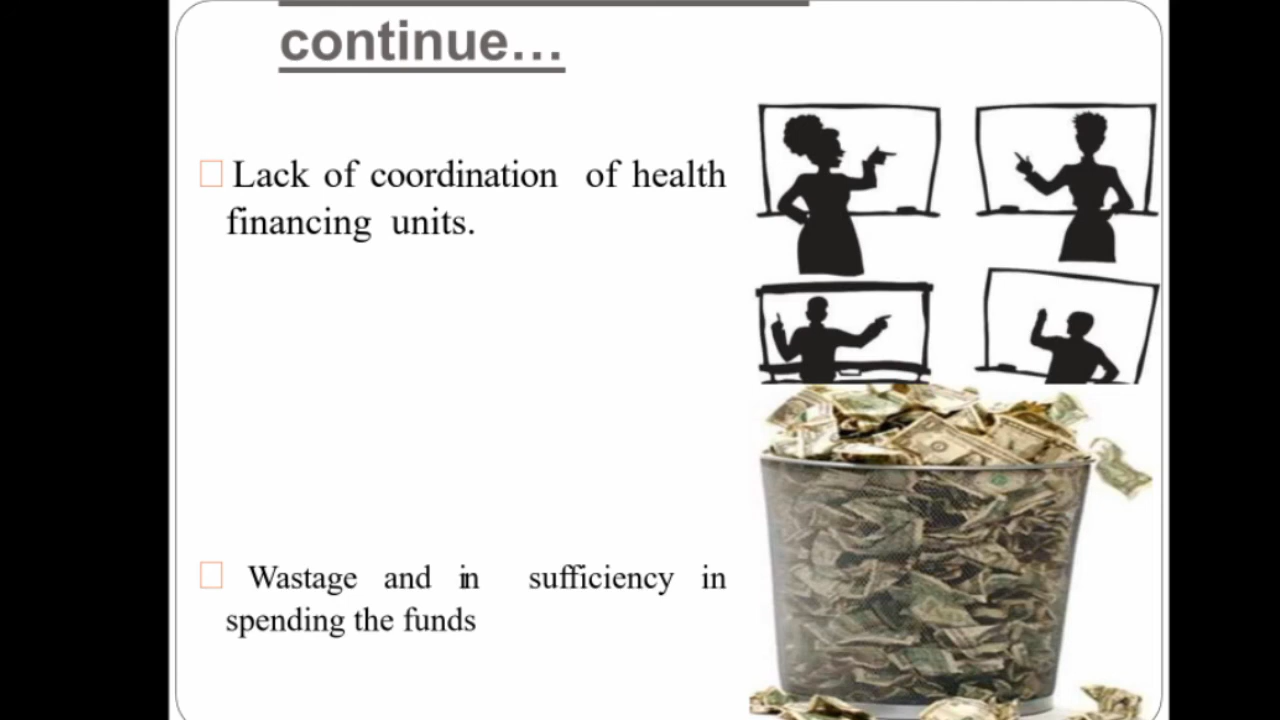 continue…
Lack of coordination of health
financing units.
Wastage and in sufficiency in
spending the funds